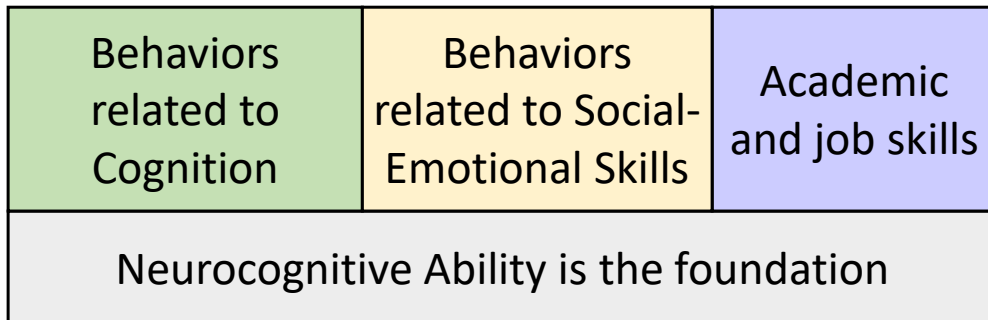 Behaviors
related to
Cognition
Behaviors
related to Social-
Emotional Skills
Academic
and job skills
Neurocognitive Ability is the foundation